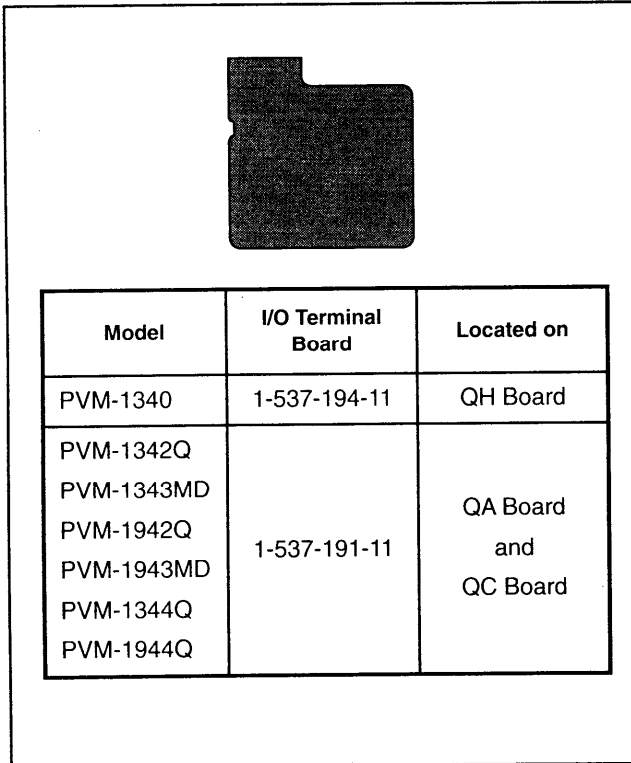 Model
I/O Terminal
Board
Located on
PVM-1340
1-537-194-11
QH Board
PVM-1342Q
PVM-1343MD
PVM-1942Q
PVM-1943MD
PVM-1344Q
PVM-1944Q
1-537-191-11
QA Board
and
QC Board